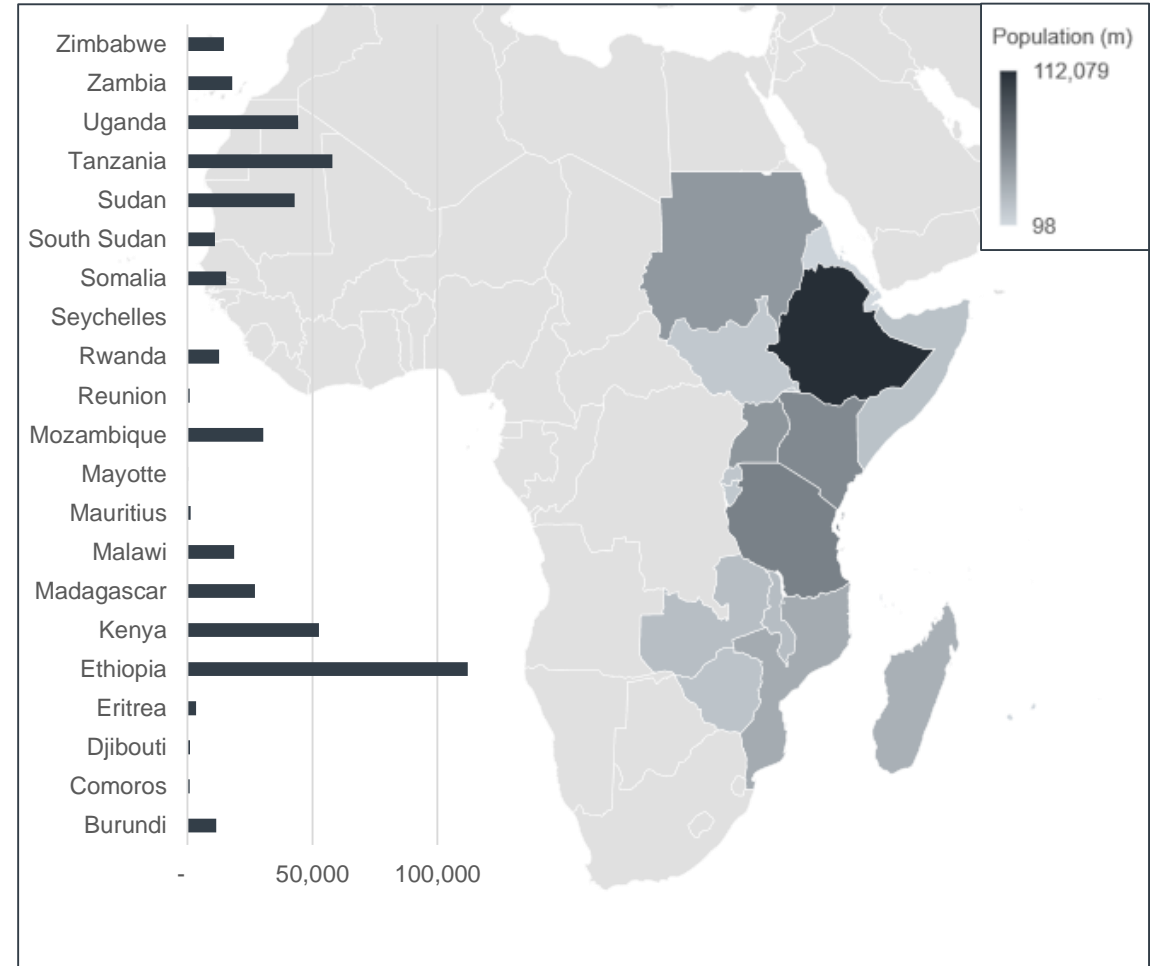 Zimbabwe
Zambia
Uganda
Tanzania
Sudan
South Sudan
Somalia
Seychelles
Rwanda
Reunion
Mozambique
Mayotte
Mauritius
Malawi
Madagascar
Kenya
Ethiopia
Eritrea
Djibouti
Comoros
Burundi
- 50,000 100,000
Population (m)
112,079
98